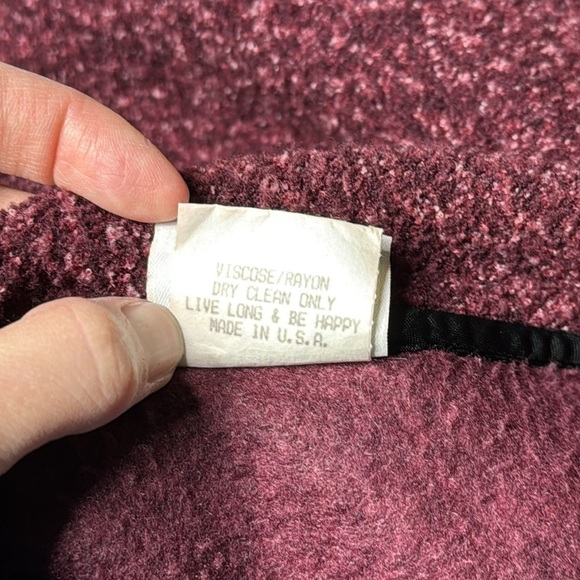 VISCOSE/RAYON
DRY CLEAN ONLY
LIVE LONG & BE HAPPY
MADE IN U.S.A.